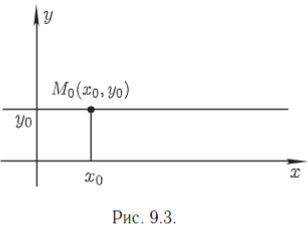 y
M₀(x₀, y₀)
y₀
x₀
x
Рис. 9.3.